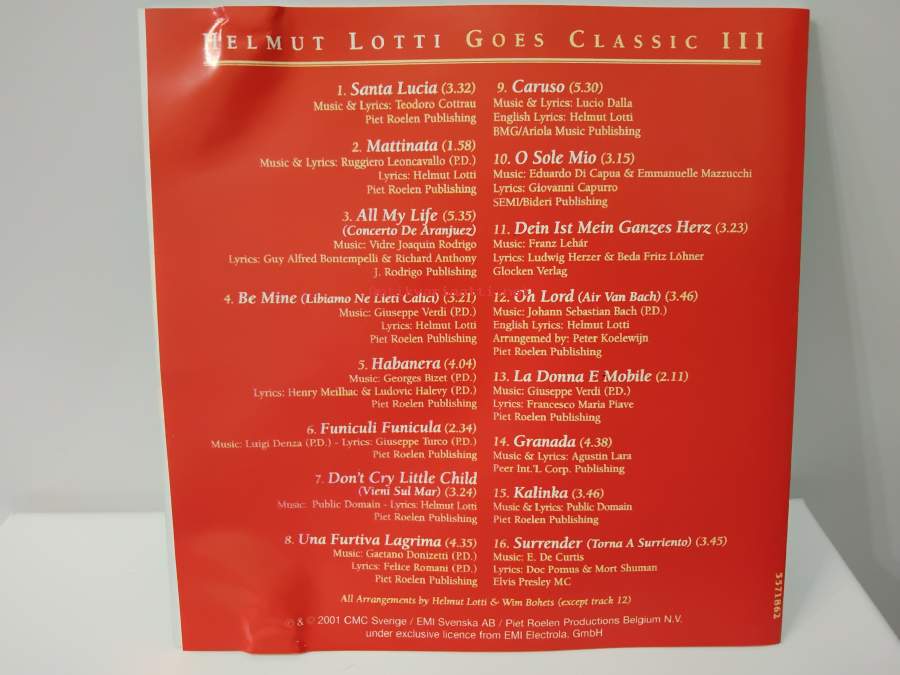 HELMUT LOTTI GOES CLASSIC III
1. Santa Lucia (3.32)
Music & Lyrics: Teodoro Cottrau
Piet Roelen Publishing
2. Mattinata (1.58)
Music & Lyrics: Ruggiero Leoncavallo (P.D.)
Lyrics: Helmut Lotti
Piet Roelen Publishing
3. All My Life (5.35)
(Concerto De Aranjuez)
Music: Vidre Joaquin Rodrigo
Lyrics: Guy Alfred Bontempelli & Richard Anthony
J. Rodrigo Publishing
4. Be Mine (Libiamo Ne Lieti Calici) (3.21)
Music: Giuseppe Verdi (P.D.)
Lyrics: Helmut Lotti
Piet Roelen Publishing
5. Habanera (4.04)
Music: Georges Bizet (P.D.)
Lyrics: Henry Meilhac & Ludovic Halevy (P.D.)
Piet Roelen Publishing
6. Funiculi Funicula (2.34)
Music: Luigi Denza (P.D.) - Lyrics: Giuseppe Turco (P.D.)
Piet Roelen Publishing
7. Don't Cry Little Child
(Vieni Sul Mar) (3.24)
Music: Public Domain - Lyrics: Helmut Lotti
Piet Roelen Publishing
8. Una Furtiva Lagrima (4.35)
Music: Gaetano Donizetti (P.D.)
Lyrics: Felice Romani (P.D.)
Piet Roelen Publishing
9. Caruso (5.30)
Music & Lyrics: Lucio Dalla
English Lyrics: Helmut Lotti
BMG/Ariola Music Publishing
10. O Sole Mio (3.15)
Music: Eduardo Di Capua & Emmanuelle Mazzucchi
Lyrics: Giovanni Capurro
SEMI/Bideri Publishing
11. Dein Ist Mein Ganzes Herz (3.23)
Music: Franz Lehár
Lyrics: Ludwig Herzer & Beda Fritz Löhner
Glocken Verlag
12. Oh Lord (Air Van Bach) (3.46)
Music: Johann Sebastian Bach (P.D.)
English Lyrics: Helmut Lotti
Arrangemed by: Peter Koelewijn
Piet Roelen Publishing
13. La Donna E Mobile (2.11)
Music: Giuseppe Verdi (P.D.)
Lyrics: Francesco Maria Piave
Piet Roelen Publishing
14. Granada (4.38)
Music & Lyrics: Agustin Lara
Peer Int.'L Corp. Publishing
15. Kalinka (3.46)
Music & Lyrics: Public Domain
Piet Roelen Publishing
16. Surrender (Torna A Surriento) (3.45)
Music: E. De Curtis
Lyrics: Doc Pomus & Mort Shuman
Elvis Presley MC
All Arrangements by Helmut Lotti & Wim Bohets (except track 12)
℗ & © 2001 CMC Sverige / EMI Svenska AB / Piet Roelen Productions Belgium N.V.
under exclusive licence from EMI Electrola, GmbH
5571862